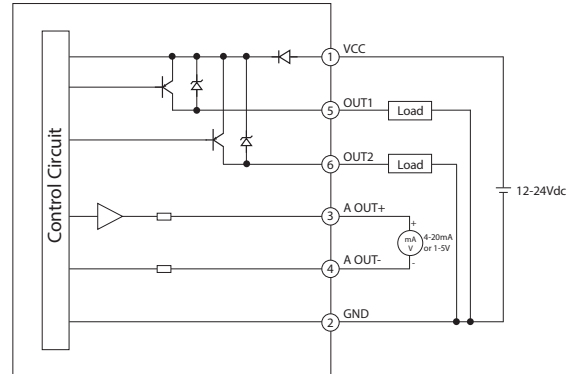 Control Circuit
1 VCC
5 OUT1
Load
6 OUT2
Load
12-24Vdc
3 A OUT+
+
mA
V
4-20mA
or 1-5V
-
4 A OUT-
2 GND